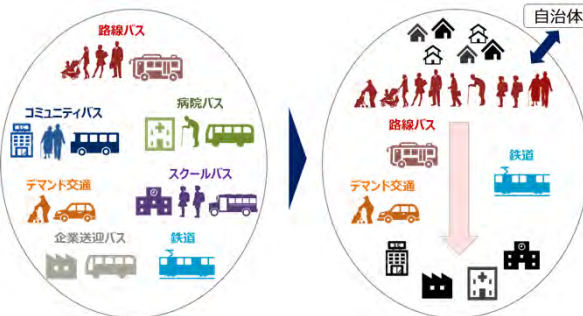 路線バス
コミュニティバス
病院バス
デマンド交通
スクールバス
企業送迎バス
鉄道
自治体
路線バス
鉄道
デマンド交通